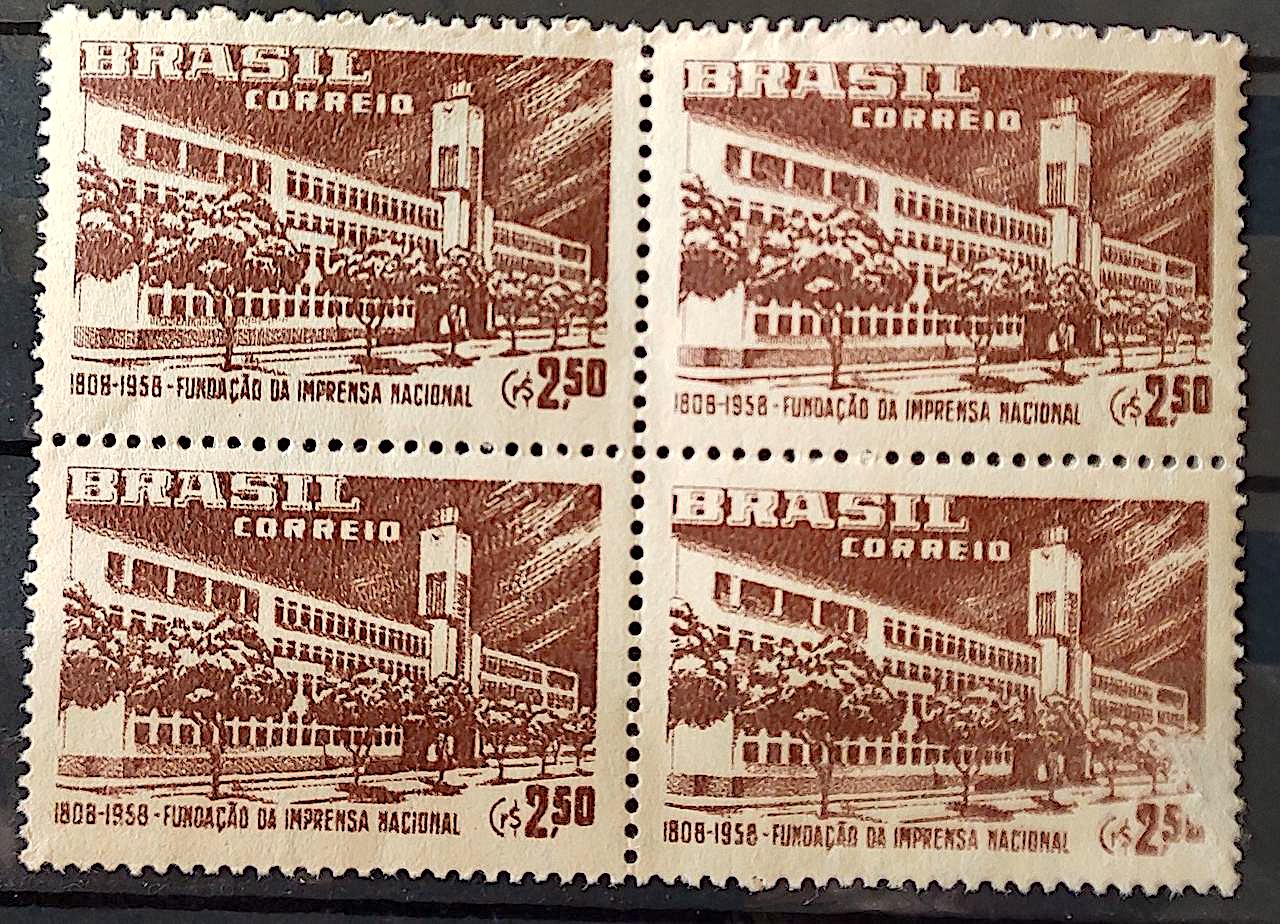 BRASIL
CORREIO
1808-1958-FUNDAÇÃO DA IMPRENSA NACIONAL Cr$2,50
BRASIL
CORREIO
1808-1958-FUNDAÇÃO DA IMPRENSA NACIONAL Cr$2,50
BRASIL
CORREIO
1808-1958-FUNDAÇÃO DA IMPRENSA NACIONAL Cr$2,50
BRASIL
CORREIO
1808-1958-FUNDAÇÃO DA IMPRENSA NACIONAL